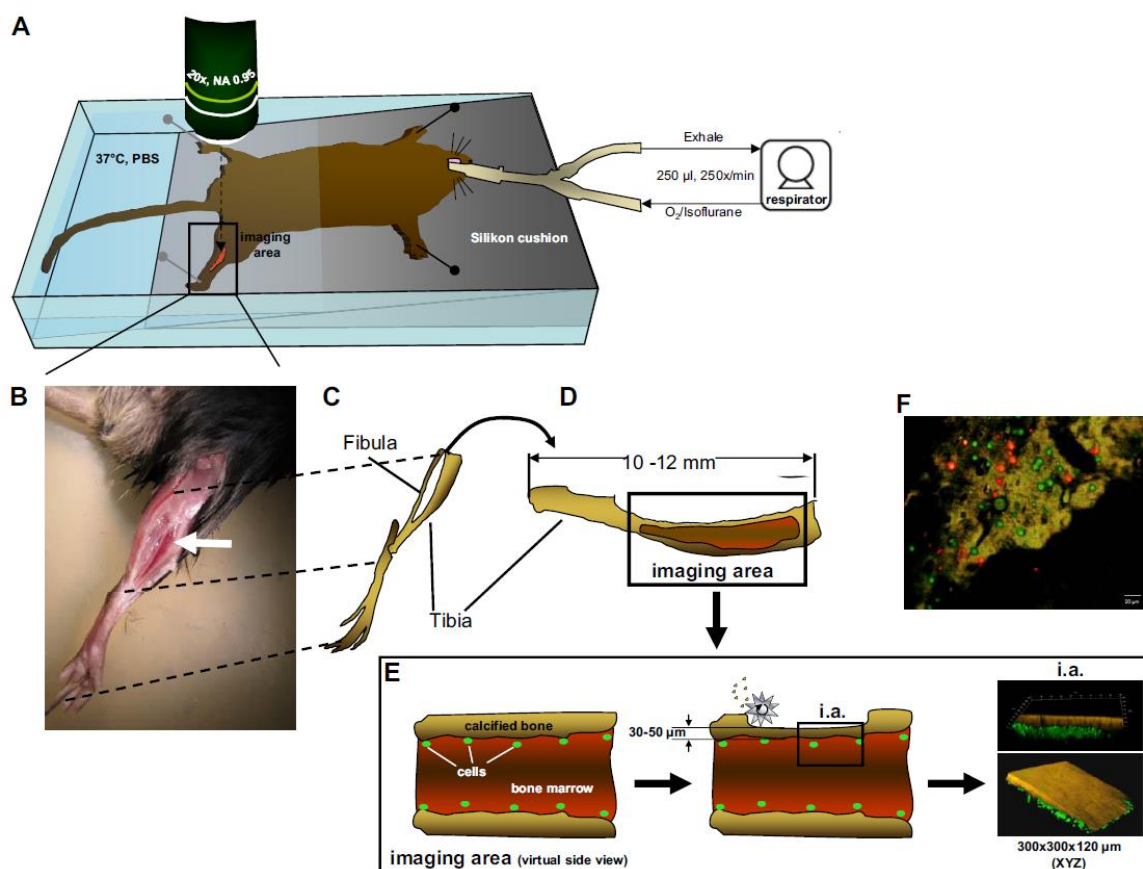 A
20x, NA 0.95
37°C, PBS
imaging
area
Silikon cushion
Exhale
250 µl, 250x/min
O2/Isoflurane
respirator
B
C
D
F
Fibula
Tibia
10 -12 mm
imaging area
20 µm
E
calcified bone
cells
bone marrow
30-50 µm
i.a.
i.a.
300x300x120 µm
(XYZ)
imaging area (virtual side view)